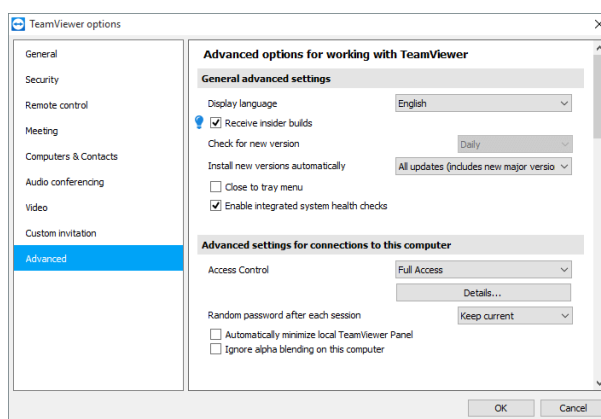 TeamViewer options
General
Security
Remote control
Meeting
Computers & Contacts
Audio conferencing
Video
Custom invitation
Advanced
Advanced options for working with TeamViewer
General advanced settings
Display language English
Receive insider builds
Check for new version Daily
Install new versions automatically All updates (includes new major versio
Close to tray menu
Enable integrated system health checks
Advanced settings for connections to this computer
Access Control Full Access
Details...
Random password after each session Keep current
Automatically minimize local TeamViewer Panel
Ignore alpha blending on this computer
OK Cancel